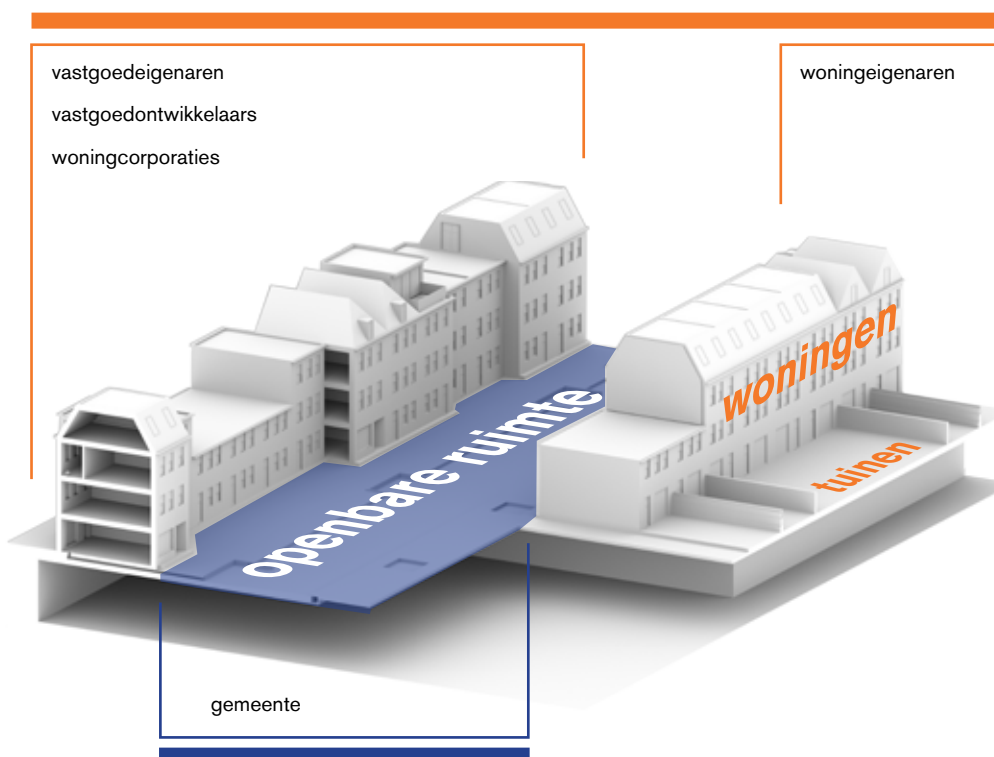 vastgoedeigenaren
vastgoedontwikkelaars
woningcorporaties
woningeigenaren
woningen
tuinen
openbare ruimte
gemeente